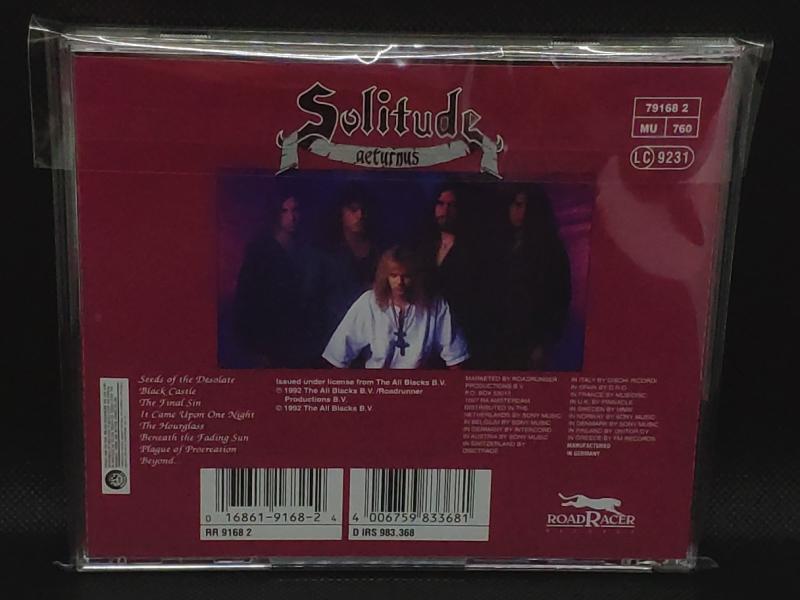 Solitude
aeturnus
79168 2
MU 760
LC 9231
Seeds of the Desolate
Black Castle
The Final Sin
It Came Upon One Night
The Hourglass
Beneath the Fading Sun
Plague of Procreation
Beyond...
Issued under license from The All Blacks B.V.
℗ 1992 The All Blacks B.V. /Roadrunner
Productions B.V.
© 1992 The All Blacks B.V.
MARKETED BY ROADRUNNER
PRODUCTIONS B.V.
P.O. BOX
AMSTERDAM
DISTRIBUTED IN THE
NETHERLANDS BY SONY MUSIC
IN BELGIUM BY SONY MUSIC
IN GERMANY BY INTERCORD
IN AUSTRIA BY SONY MUSIC
IN SWITZERLAND BY
DISCTRADE
IN ITALY BY DISCHI RICORDI
IN SPAIN BY D.R.O.
IN FRANCE BY MUSIDISC
IN U.K. BY PINNACLE
IN SWEDEN BY MNW
IN NORWAY BY SONY MUSIC
IN DENMARK BY SONY MUSIC
IN FINLAND BY
IN GREECE BY FM RECORDS
MANUFACTURED
IN GERMANY
0 16861-9168-2 4
RR 9168 2
4 006759 833681
D IRS 983.368
ROADRACER
RECORDS